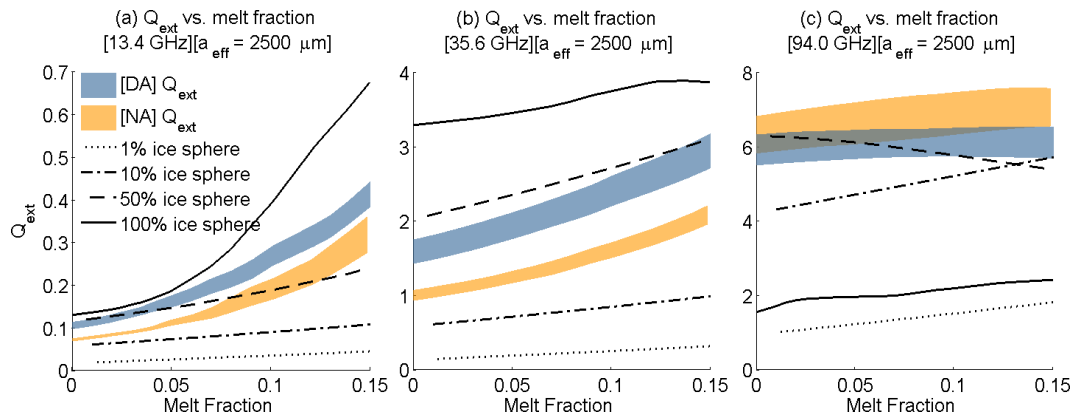 (a) Q_ext vs. melt fraction
[13.4 GHz][a_eff = 2500 μm]
0.7
0.6
0.5
0.4
0.3
0.2
0.1
0
Q_ext
[DA] Q_ext
[NA] Q_ext
1% ice sphere
10% ice sphere
50% ice sphere
100% ice sphere
0 0.05 0.1 0.15
Melt Fraction
(b) Q_ext vs. melt fraction
[35.6 GHz][a_eff = 2500 μm]
4
3
2
1
0
0 0.05 0.1 0.15
Melt Fraction
(c) Q_ext vs. melt fraction
[94.0 GHz][a_eff = 2500 μm]
8
6
4
2
0
0 0.05 0.1 0.15
Melt Fraction